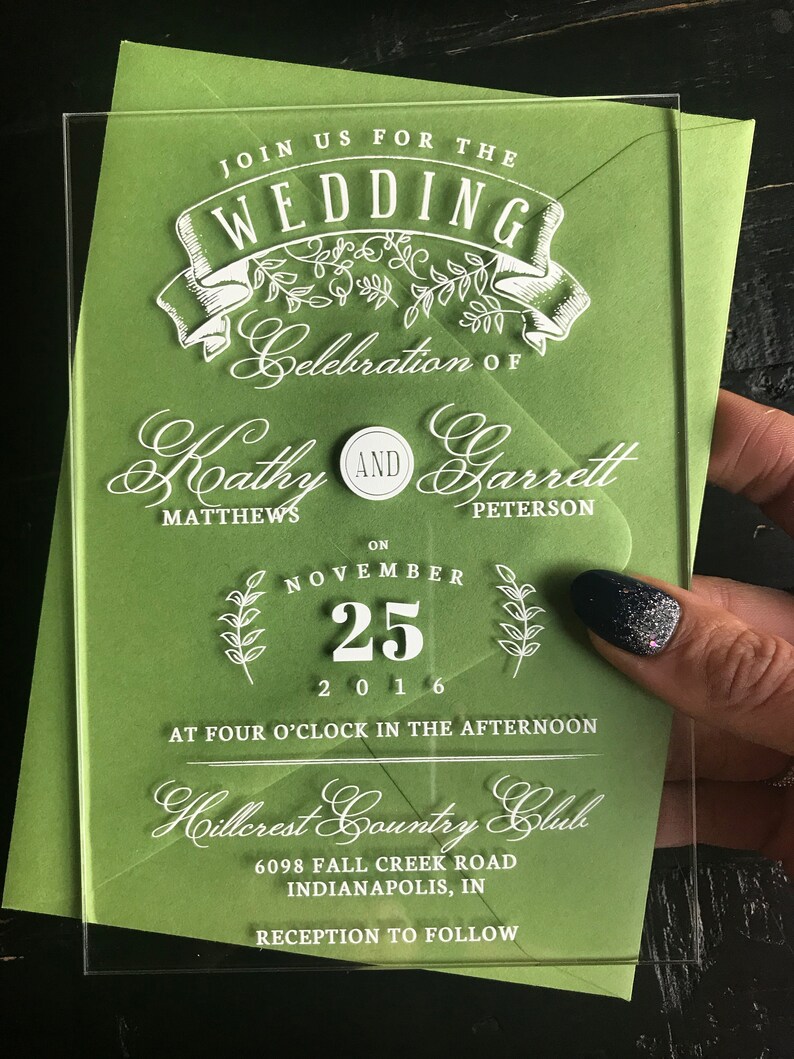 JOIN US FOR THE
WEDDING
Celebration OF
Kathy AND Garrett
MATTHEWS PETERSON
ON
NOVEMBER
25
2016
AT FOUR O'CLOCK IN THE AFTERNOON
Hillcrest Country Club
6098 FALL CREEK ROAD
INDIANAPOLIS, IN
RECEPTION TO FOLLOW